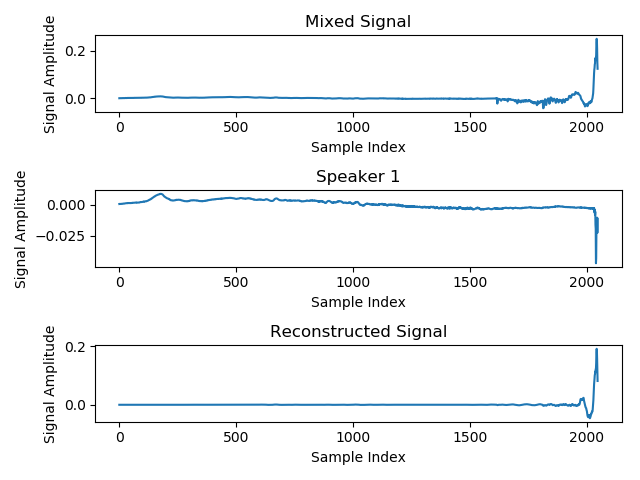 Mixed Signal
Signal Amplitude
0.2
0.0
0 500 1000 1500 2000
Sample Index
Speaker 1
Signal Amplitude
0.000
−0.025
0 500 1000 1500 2000
Sample Index
Reconstructed Signal
Signal Amplitude
0.2
0.0
0 500 1000 1500 2000
Sample Index